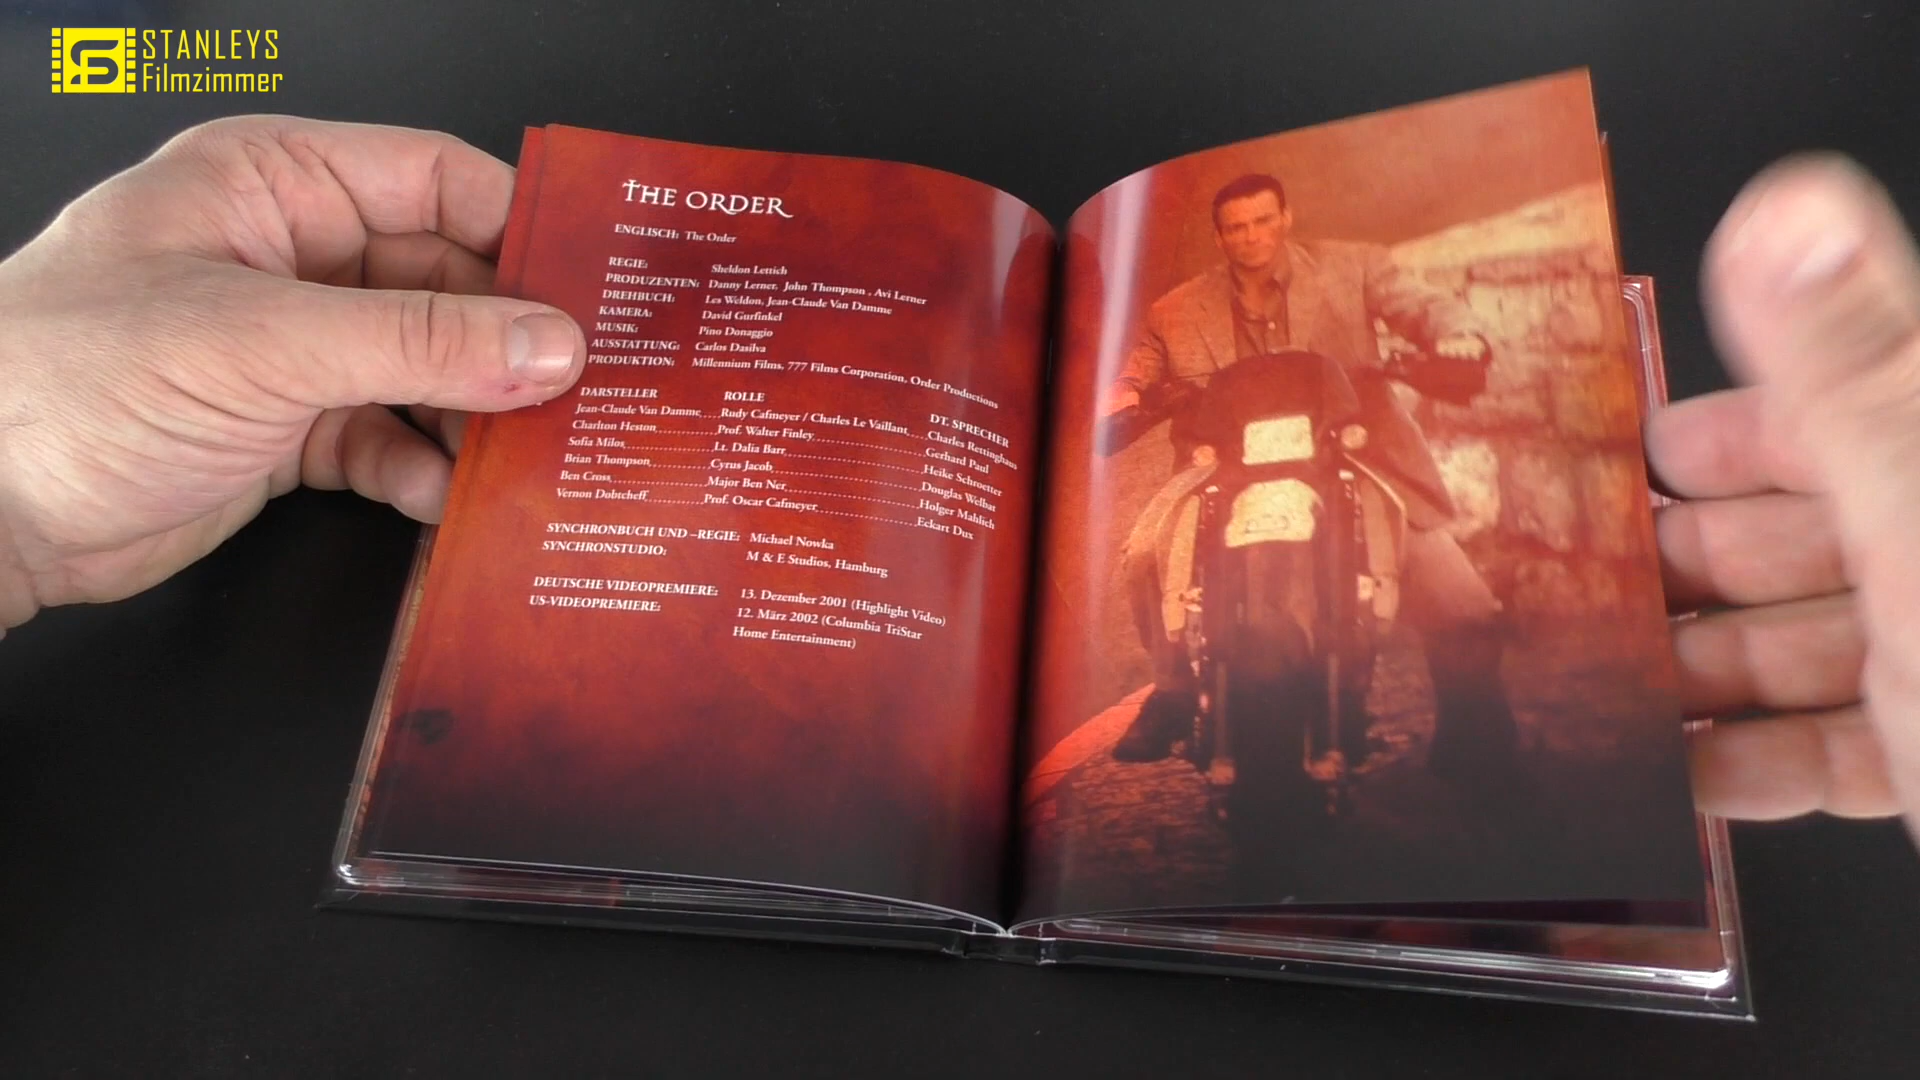 STANLEYS
Filmzimmer
THE ORDER
ENGLISCH: The Order
REGIE: Sheldon Lettich
PRODUZENTEN: Danny Lerner, John Thompson , Avi Lerner
DREHBUCH: Les Weldon, Jean-Claude Van Damme
KAMERA: David Gurfinkel
MUSIK: Pino Donaggio
AUSSTATTUNG: Carlos Dasilva
PRODUKTION: Millennium Films, 777 Films Corporation, Order Productions
DARSTELLER ROLLE DT. SPRECHER
Jean-Claude Van Damme Rudy Cafmeyer / Charles Le Vaillant Charles Rettinghaus
Charlton Heston Prof. Walter Finley Gerhard Paul
Sofia Milos Lt. Dalia Barr Heike Schroetter
Brian Thompson Cyrus Jacob Douglas Welbat
Ben Cross Major Ben Ner Holger Mahlich
Vernon Dobtcheff Prof. Oscar Cafmeyer Eckart Dux
SYNCHRONBUCH UND –REGIE: Michael Nowka
SYNCHRONSTUDIO: M & E Studios, Hamburg
DEUTSCHE VIDEOPREMIERE: 13. Dezember 2001 (Highlight Video)
US-VIDEOPREMIERE: 12. März 2002 (Columbia TriStar
Home Entertainment)